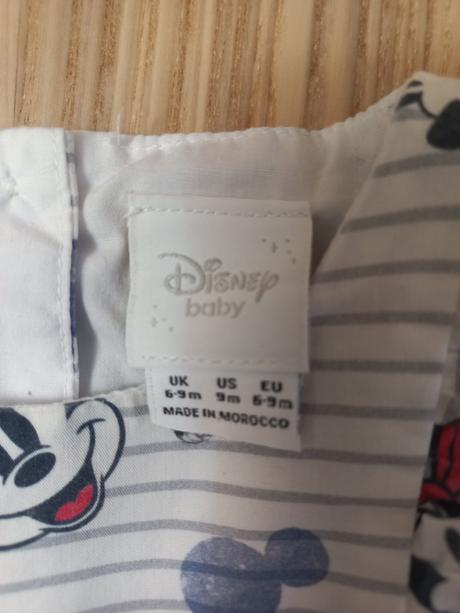 Disney
baby
UK US EU
6-9m 9m 6-9m
MADE IN MOROCCO